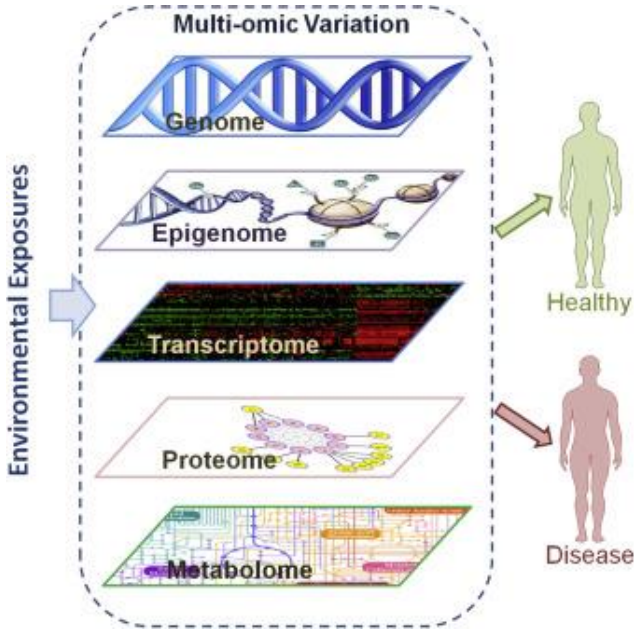 Multi-omic Variation
Genome
Epigenome
Transcriptome
Proteome
Metabolome
Environmental Exposures
Healthy
Disease